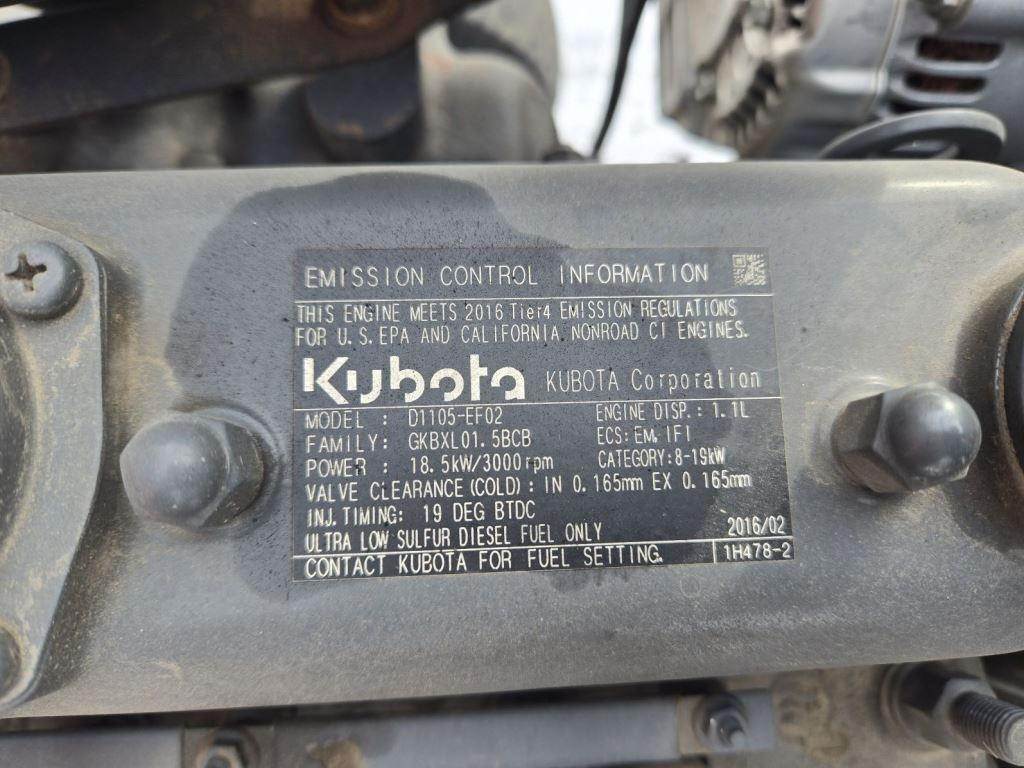 EMISSION CONTROL INFORMATION
THIS ENGINE MEETS 2016 Tier4 EMISSION REGULATIONS
FOR U.S. EPA AND CALIFORNIA NONROAD CI ENGINES.
Kubota KUBOTA Corporation
MODEL : D1105-EF02 ENGINE DISP.: 1.1L
FAMILY: GKBXL01.5BCB ECS: EM, IFI
POWER : 18.5kW/3000rpm CATEGORY:8-19kW
VALVE CLEARANCE (COLD) : IN 0.165mm EX 0.165mm
INJ. TIMING: 19 DEG BTDC
ULTRA LOW SULFUR DIESEL FUEL ONLY 2016/02
CONTACT KUBOTA FOR FUEL SETTING. 1H478-2